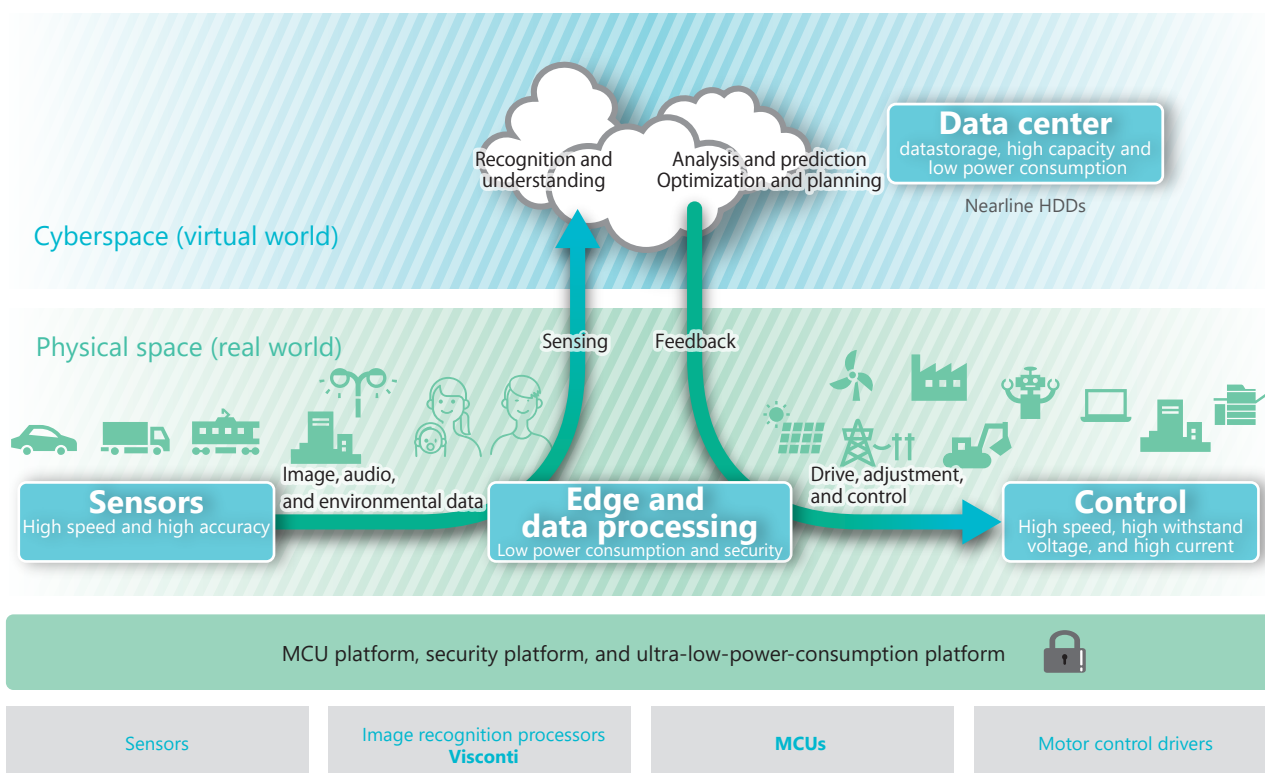 Recognition and
understanding
Analysis and prediction
Optimization and planning
Data center
datastorage, high capacity and
low power consumption
Nearline HDDs
Cyberspace (virtual world)
Physical space (real world)
Sensing
Feedback
Image, audio,
and environmental data
Drive, adjustment,
and control
Sensors
High speed and high accuracy
Edge and
data processing
Low power consumption and security
Control
High speed, high withstand
voltage, and high current
MCU platform, security platform, and ultra-low-power-consumption platform
Sensors
Image recognition processors
Visconti
MCUs
Motor control drivers